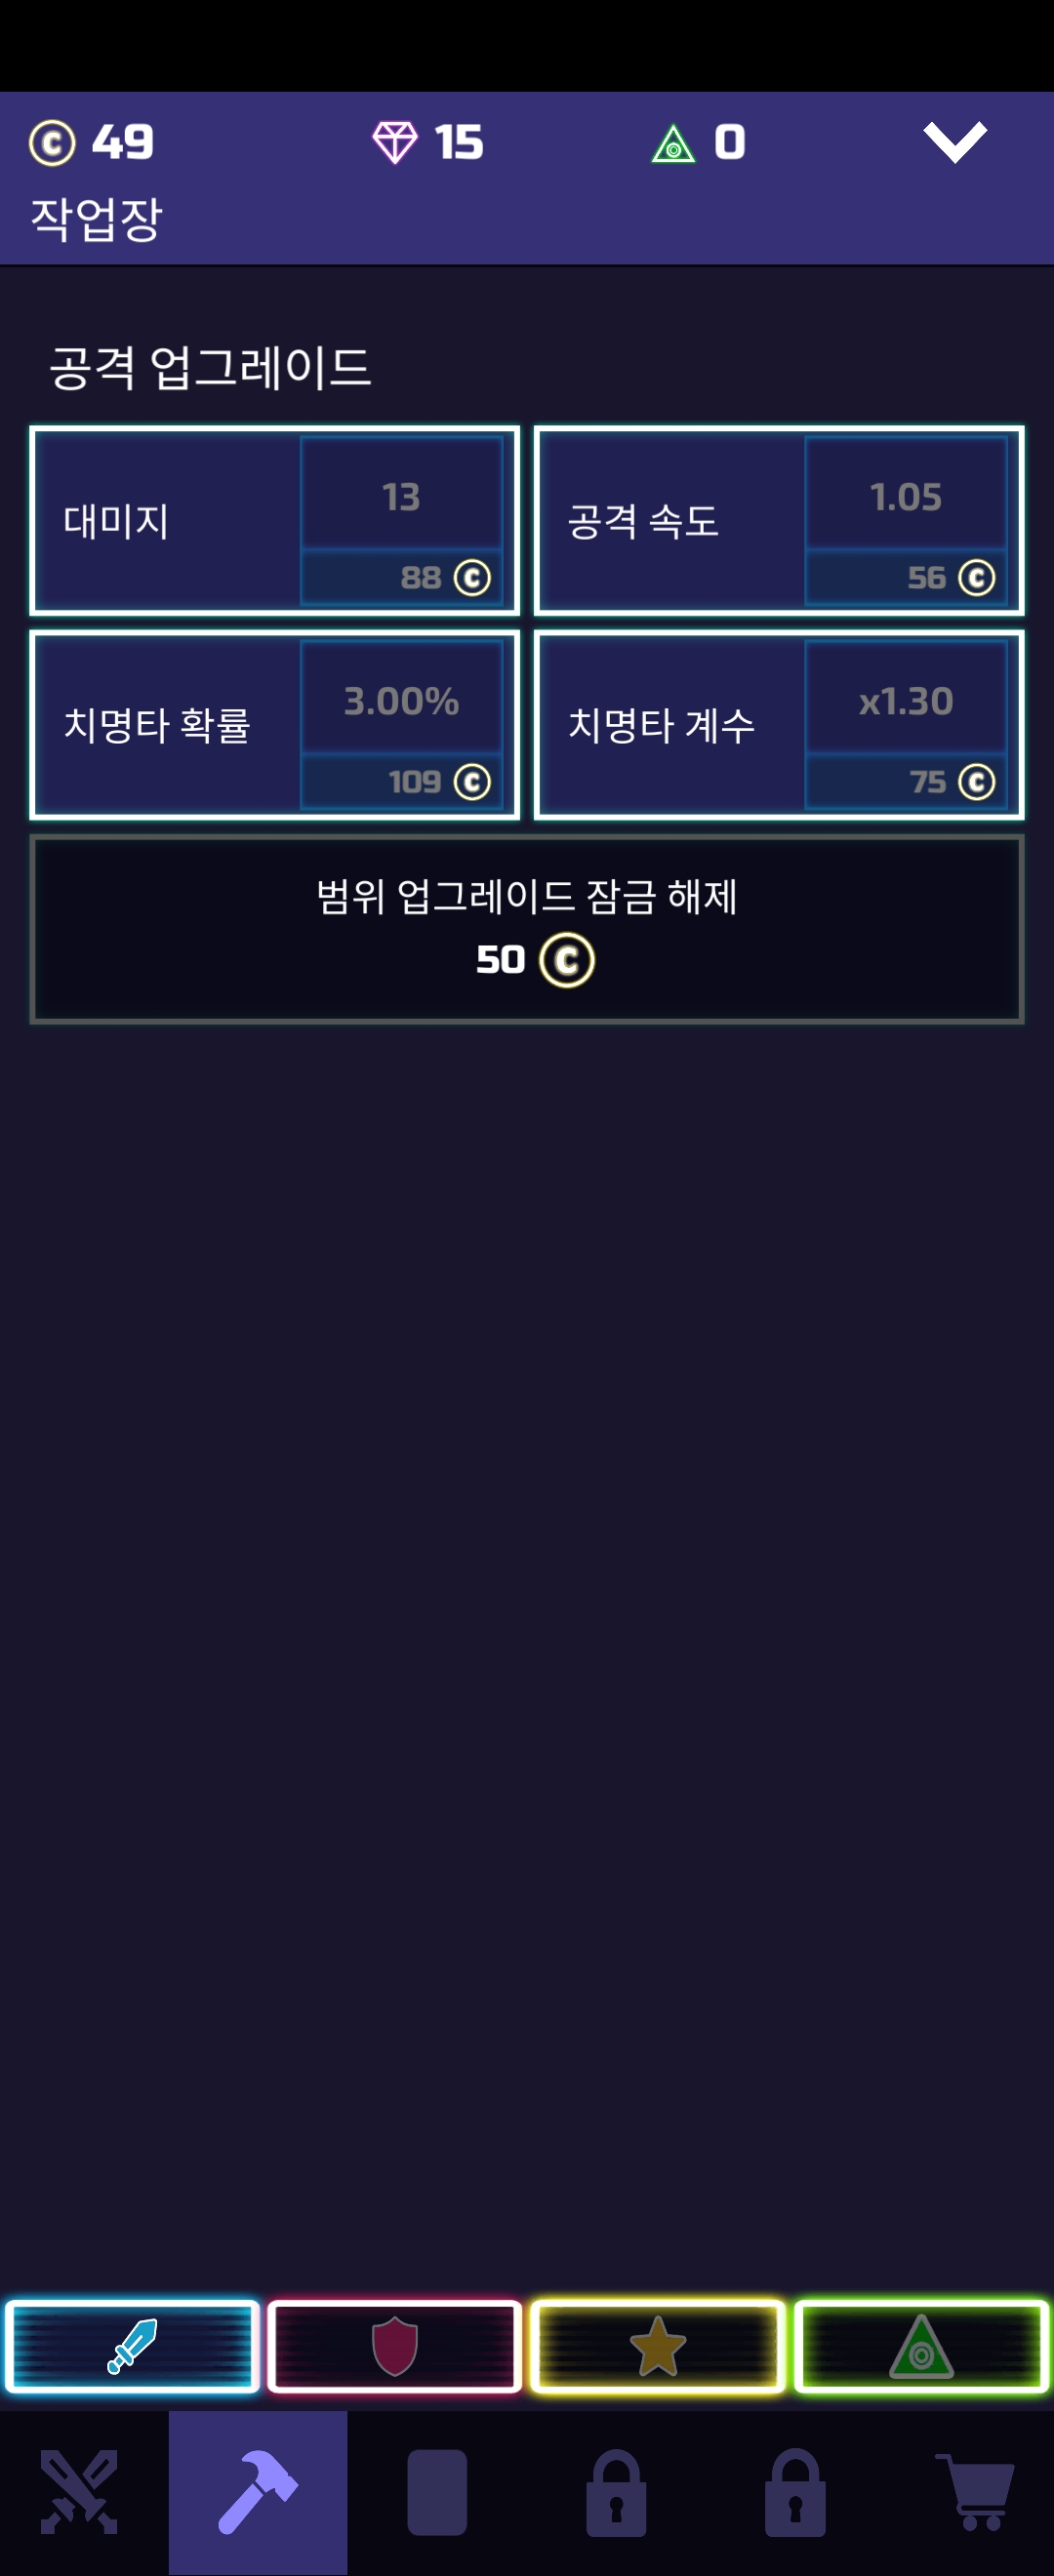 49 15 0
작업장
공격 업그레이드
대미지 13 88
공격 속도 1.05 56
치명타 확률 3.00% 109
치명타 계수 x1.30 75
범위 업그레이드 잠금 해제
50